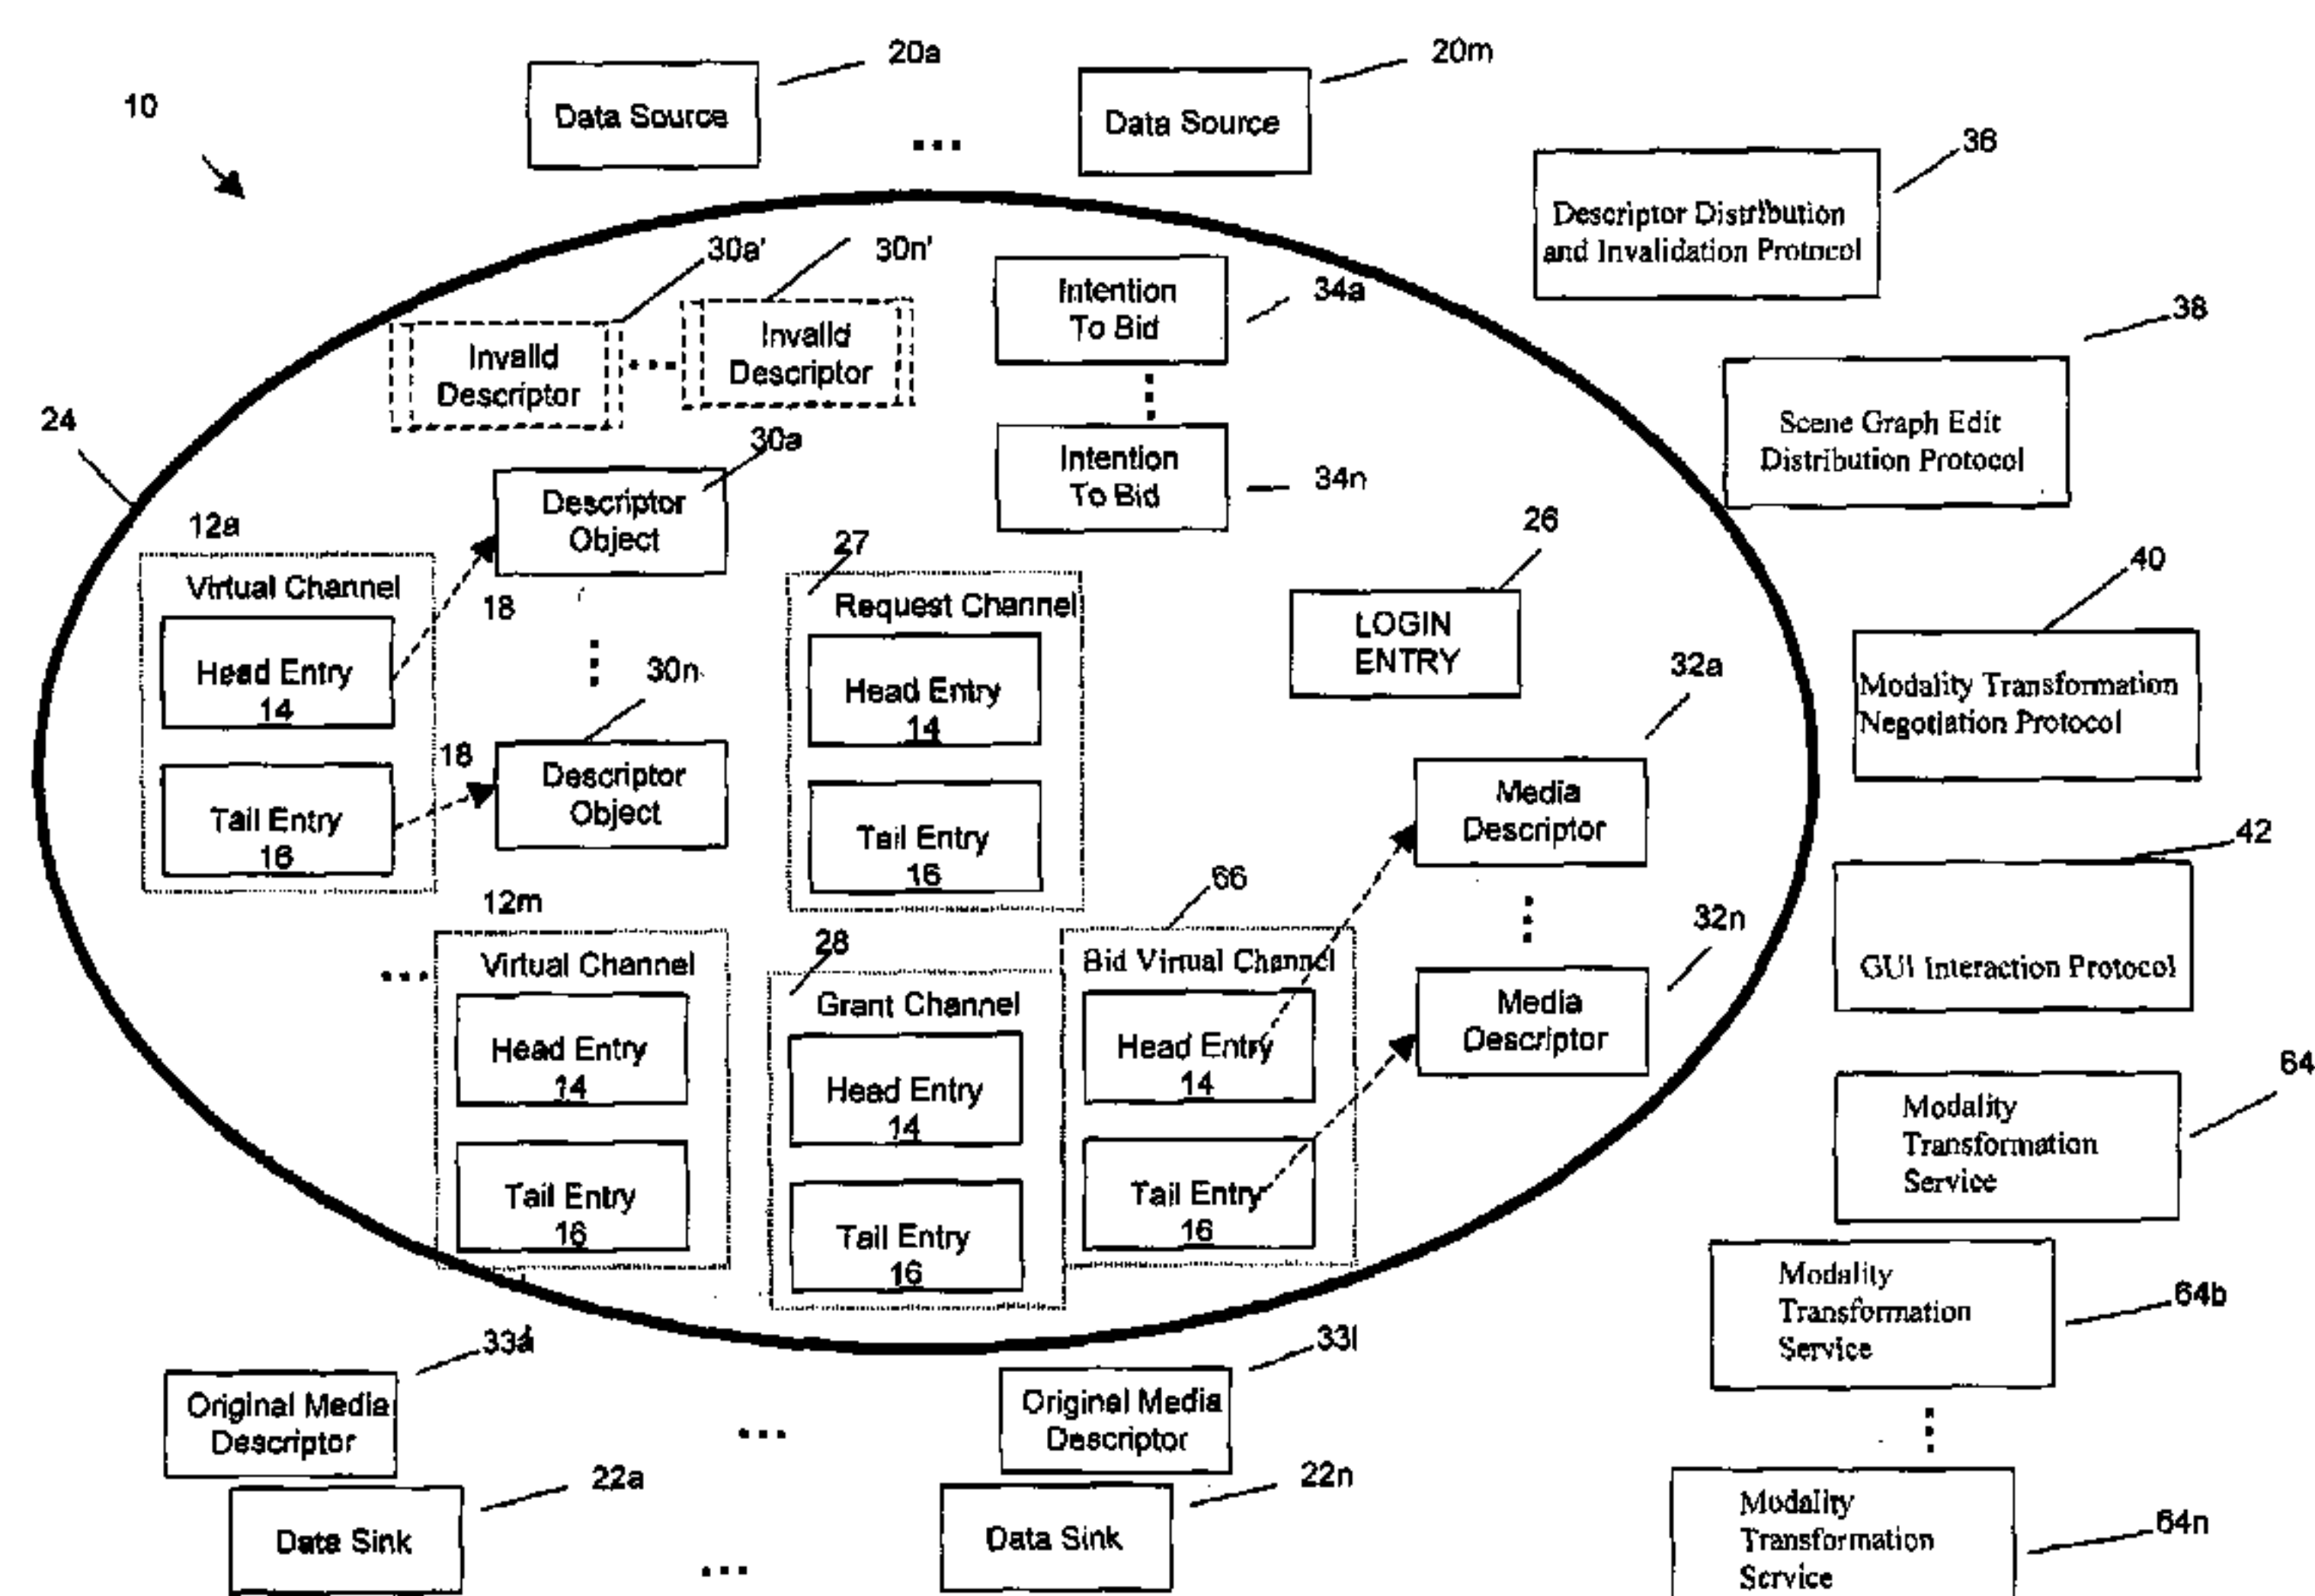 20a
20m
10
Data Source
Data Source
...
36
Descriptor Distribution
and Invalidation Protocol
30a'
30n'
Intention
To Bid
34a
Invalid
Descriptor
...
Invalid
Descriptor
38
Scene Graph Edit
Distribution Protocol
24
30a
Intention
To Bid
34n
Descriptor
Object
12a
Virtual Channel
Head Entry
14
Tail Entry
16
18
18
30n
Descriptor
Object
27
Request Channel
Head Entry
14
Tail Entry
16
26
LOGIN
ENTRY
40
Modality Transformation
Negotiation Protocol
32a
Media
Descriptor
42
GUI Interaction Protocol
12m
...
Virtual Channel
Head Entry
14
Tail Entry
16
28
Grant Channel
Head Entry
14
Tail Entry
16
66
Bid Virtual Channel
Head Entry
14
Tail Entry
16
32n
Media
Descriptor
64
Modality
Transformation
Service
64b
Modality
Transformation
Service
33a
Original Media
Descriptor
...
33l
Original Media
Descriptor
22a
Data Sink
...
22n
Data Sink
64n
Modality
Transformation
Service